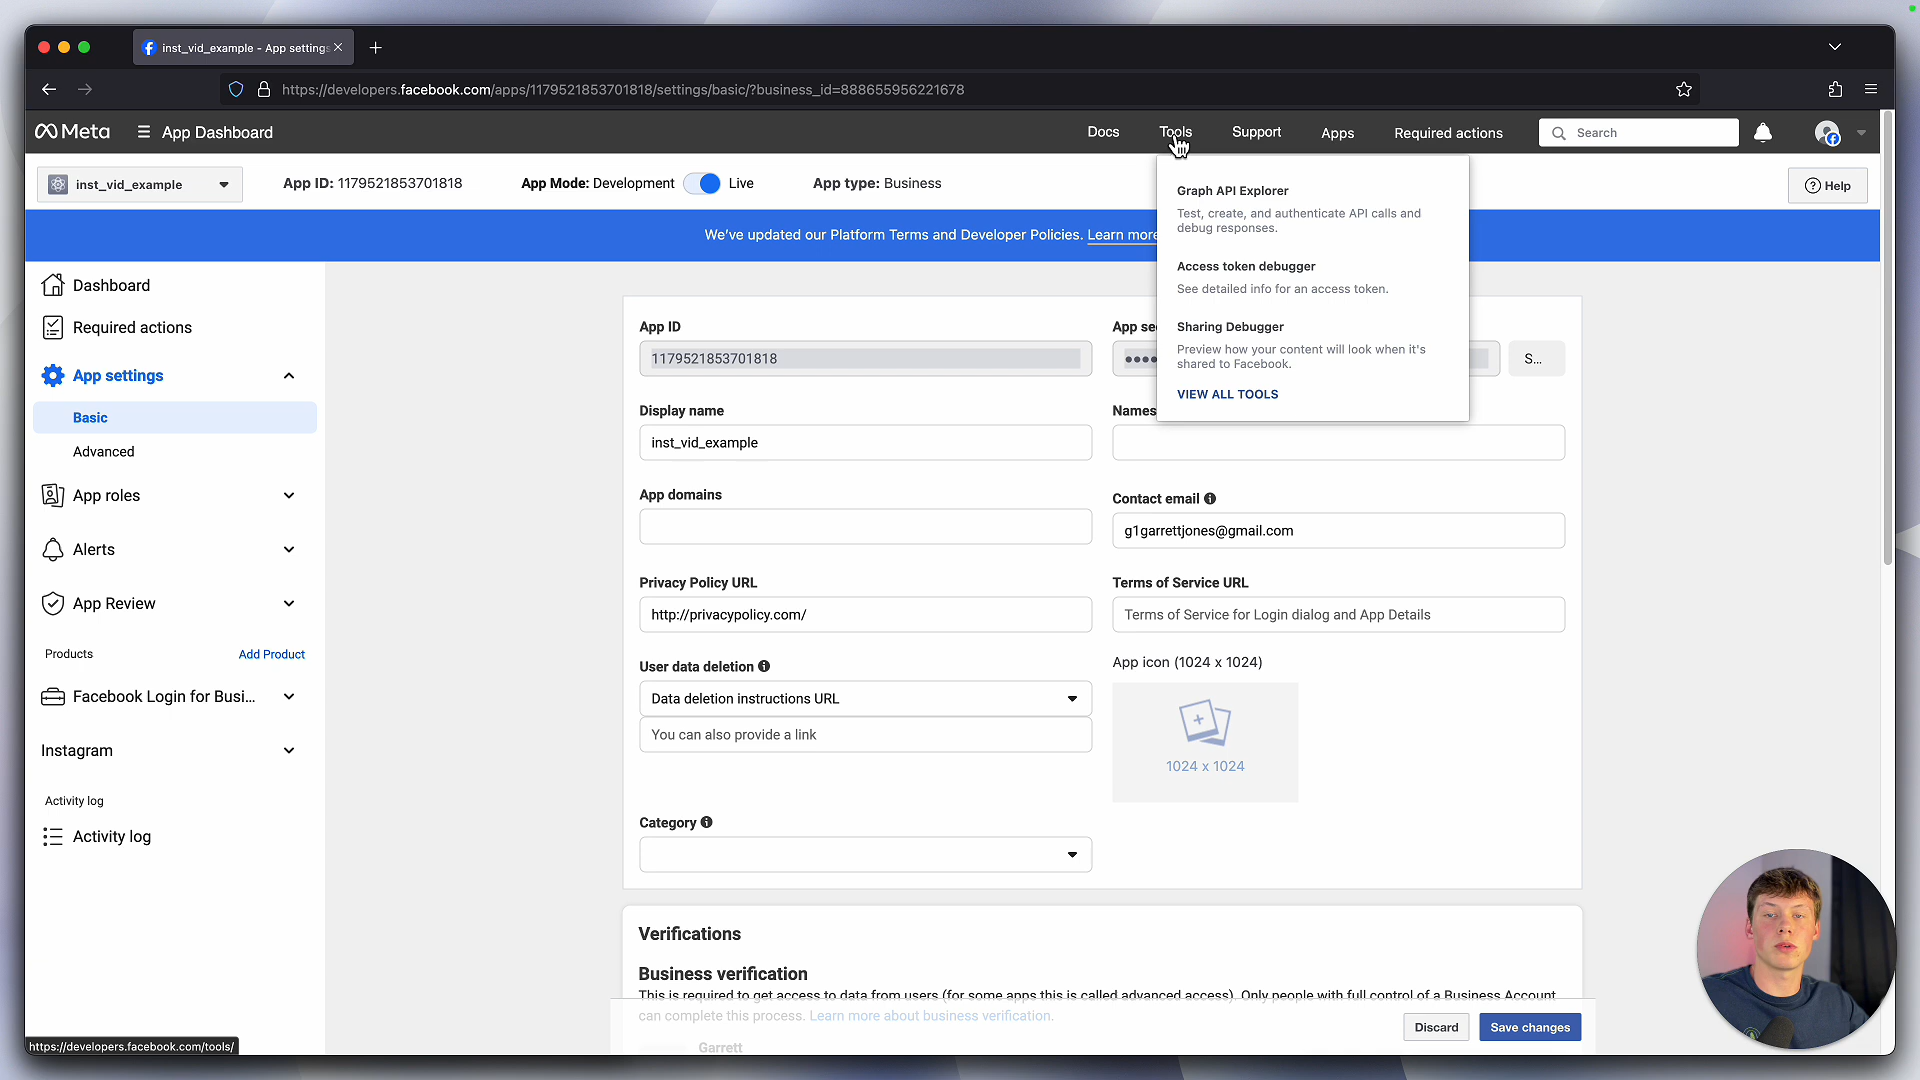 inst_vid_example - App settings
https://developers.facebook.com/apps/1179521853701818/settings/basic/?business_id=888655956221678
Meta
App Dashboard
Docs
Tools
Support
Apps
Required actions
Search
inst_vid_example
App ID: 1179521853701818
App Mode: Development
Live
App type: Business
Help
We've updated our Platform Terms and Developer Policies. Learn more
Graph API Explorer
Test, create, and authenticate API calls and
debug responses.
Access token debugger
See detailed info for an access token.
Sharing Debugger
Preview how your content will look when it's
shared to Facebook.
VIEW ALL TOOLS
Dashboard
Required actions
App settings
Basic
Advanced
App roles
Alerts
App Review
Products
Add Product
Facebook Login for Busi...
Instagram
Activity log
Activity log
App ID
1179521853701818
App se
S...
Display name
inst_vid_example
Names
App domains
Contact email
g1garrettjones@gmail.com
Privacy Policy URL
http://privacypolicy.com/
Terms of Service URL
Terms of Service for Login dialog and App Details
User data deletion
Data deletion instructions URL
You can also provide a link
App icon (1024 x 1024)
1024 x 1024
Category
Verifications
Business verification
This is required to get access to data from users (for some apps this is called advanced access). Only people with full control of a Business Account
can complete this process. Learn more about business verification.
Garrett
Discard
Save changes
https://developers.facebook.com/tools/